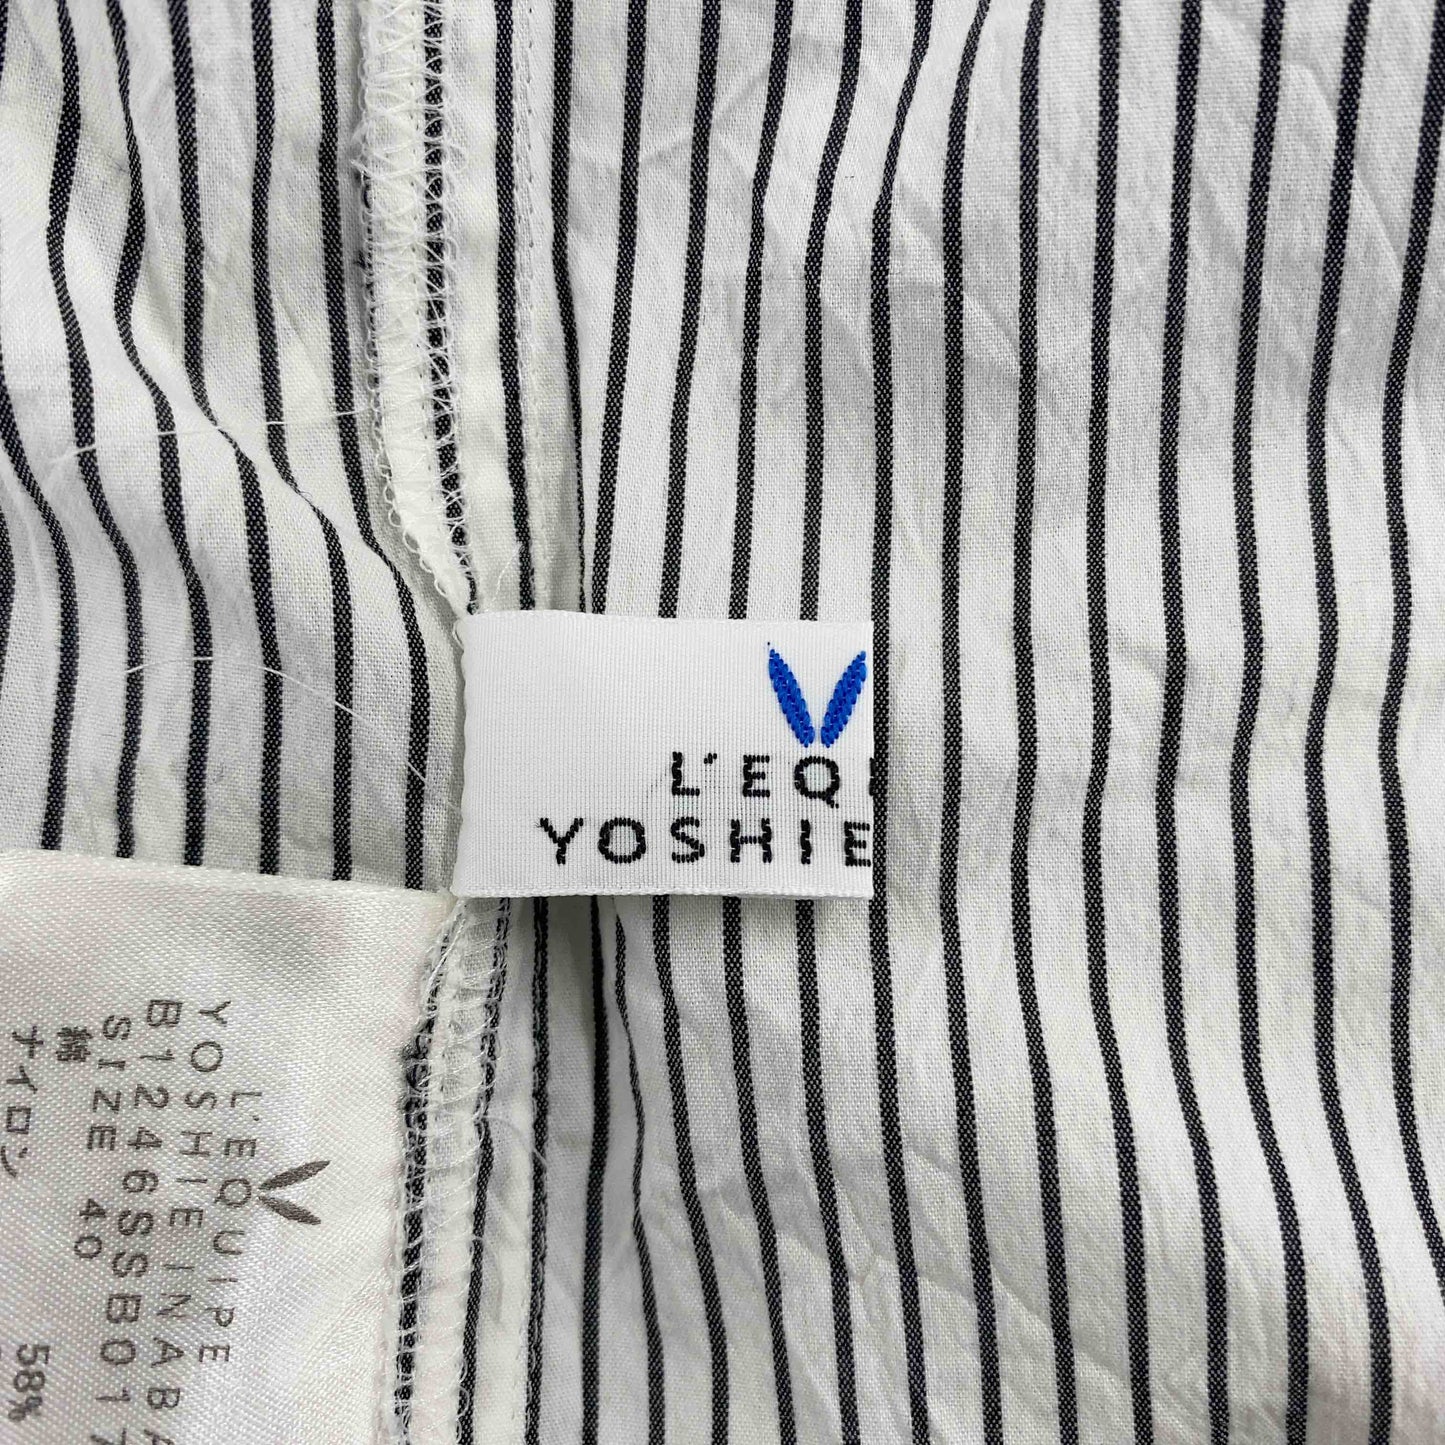 L'EQ
YOSHIE
L'EQUIPE
YOSHIE INABA
B1246SSB017
SIZE 40
綿 58%
ナイロン